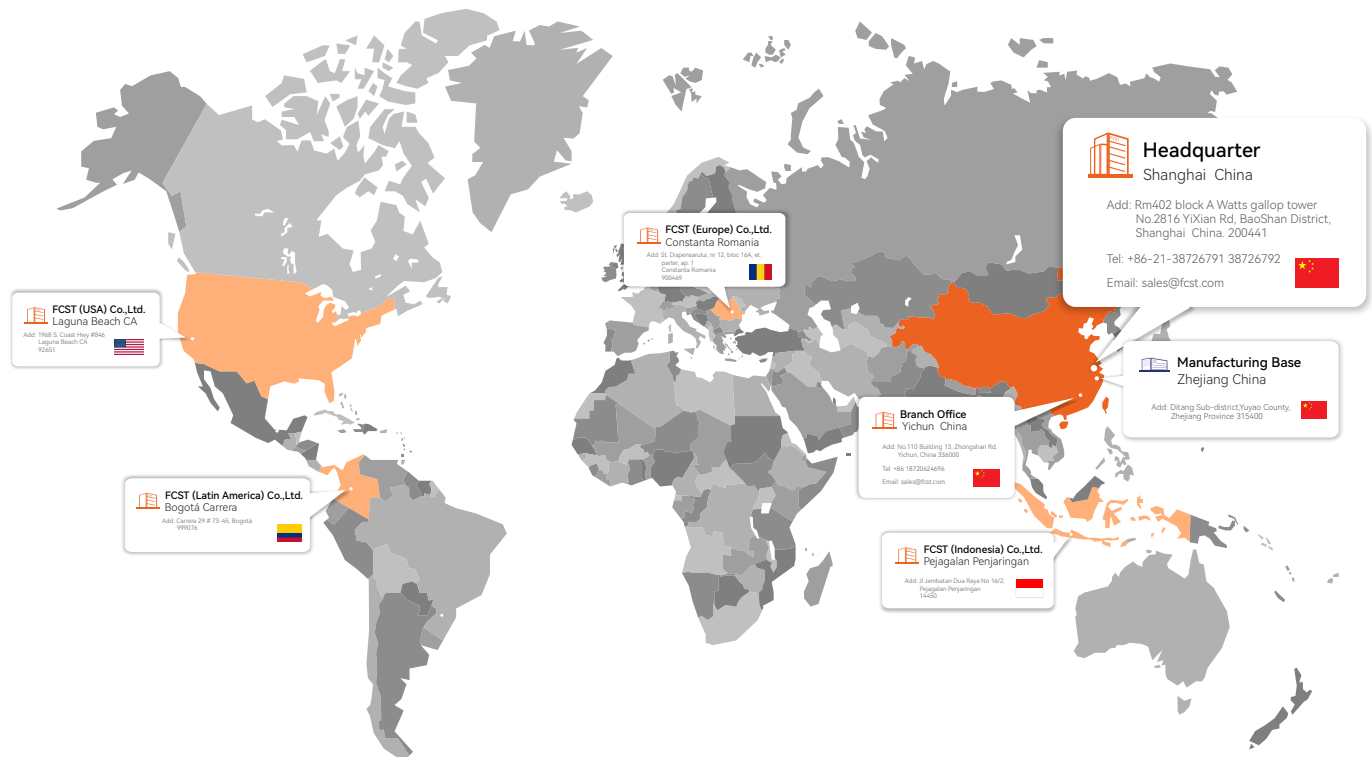 Headquarter
Shanghai China
Add: Rm402 block A Watts gallop tower
No.2816 YiXian Rd, BaoShan District,
Shanghai China. 200441
Tel: +86-21-38726791 38726792
Email: sales@fcst.com
FCST (Europe) Co.,Ltd.
Constanta Romania
Add: St. Dispensarului, nr 12, bloc 16A, et.
parter, ap. 1
Constanta Romania
900469
FCST (USA) Co.,Ltd.
Laguna Beach CA
Add: 1968 S. Coast Hwy #846
Laguna Beach CA
92651
Manufacturing Base
Zhejiang China
Add: Ditang Sub-district,Yuyao County,
Zhejiang Province 315400
Branch Office
Yichun China
Add: No.110 Building 13, Zhongshan Rd,
Yichun, China 336000
Tel: +86 18720624696
Email: sales@fcst.com
FCST (Latin America) Co.,Ltd.
Bogotá Carrera
Add: Carrera 29 # 73-45, Bogotá
999076
FCST (Indonesia) Co.,Ltd.
Pejagalan Penjaringan
Add: Jl Jembatan Dua Raya No 16/2,
Pejagalan Penjaringan
14450